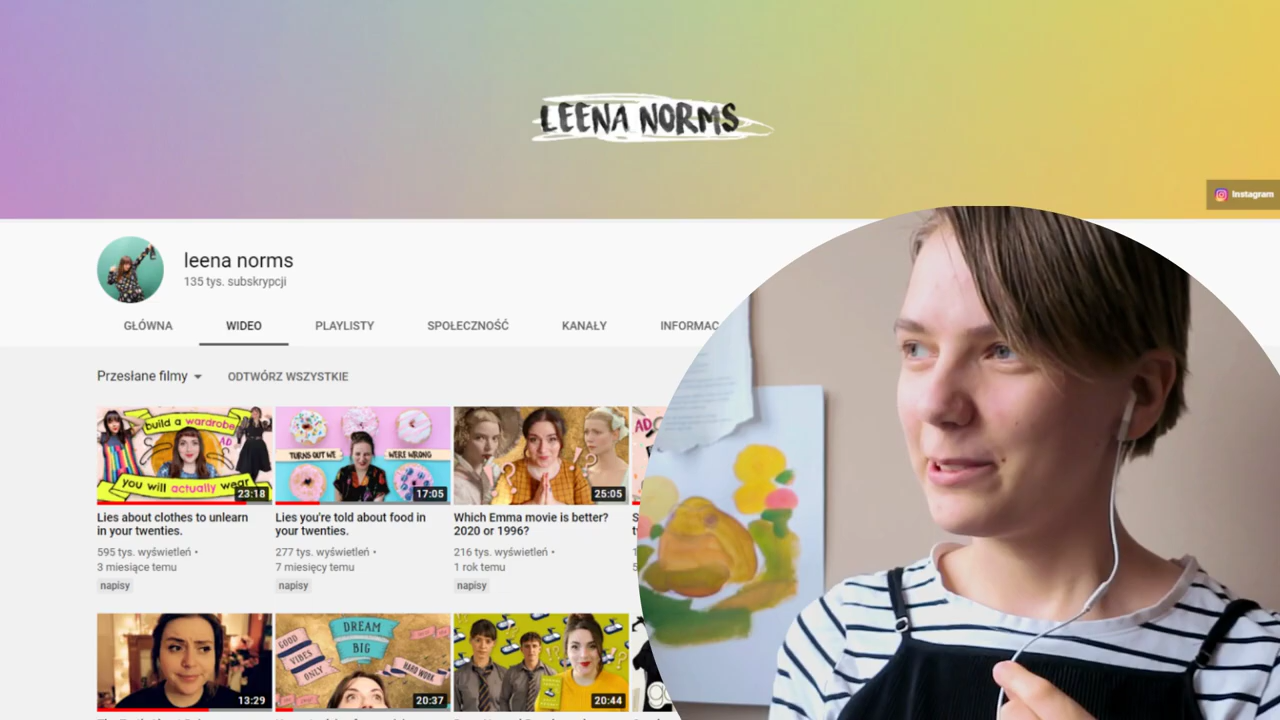 LEENA NORMS
Instagram
leena norms
135 tys. subskrypcji
GŁÓWNA WIDEO PLAYLISTY SPOŁECZNOŚĆ KANAŁY INFORMAC
Przesłane filmy ODTWÓRZ WSZYSTKIE
build a wardrobe
AD
you will actually wear
23:18
TURNS OUT WE WERE WRONG
17:05
25:05
AD
Lies about clothes to unlearn
in your twenties.
595 tys. wyświetleń •
3 miesiące temu
napisy
Lies you're told about food in
your twenties.
277 tys. wyświetleń •
7 miesięcy temu
napisy
Which Emma movie is better?
2020 or 1996?
216 tys. wyświetleń •
1 rok temu
napisy
13:29
GOOD
VIBES
ONLY
DREAM
BIG
HARD WORK
20:37
20:44